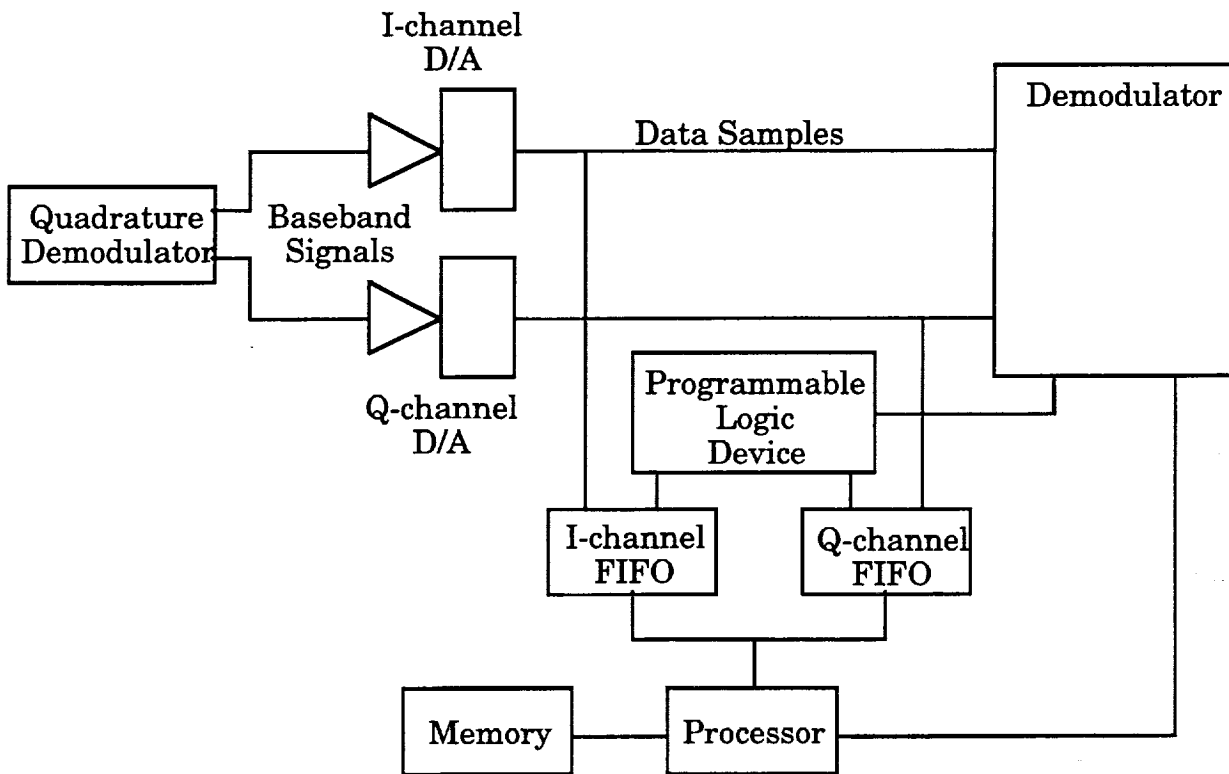 I-channel
D/A
Demodulator
Data Samples
Quadrature
Demodulator
Baseband
Signals
Q-channel
D/A
Programmable
Logic
Device
I-channel
FIFO
Q-channel
FIFO
Memory
Processor